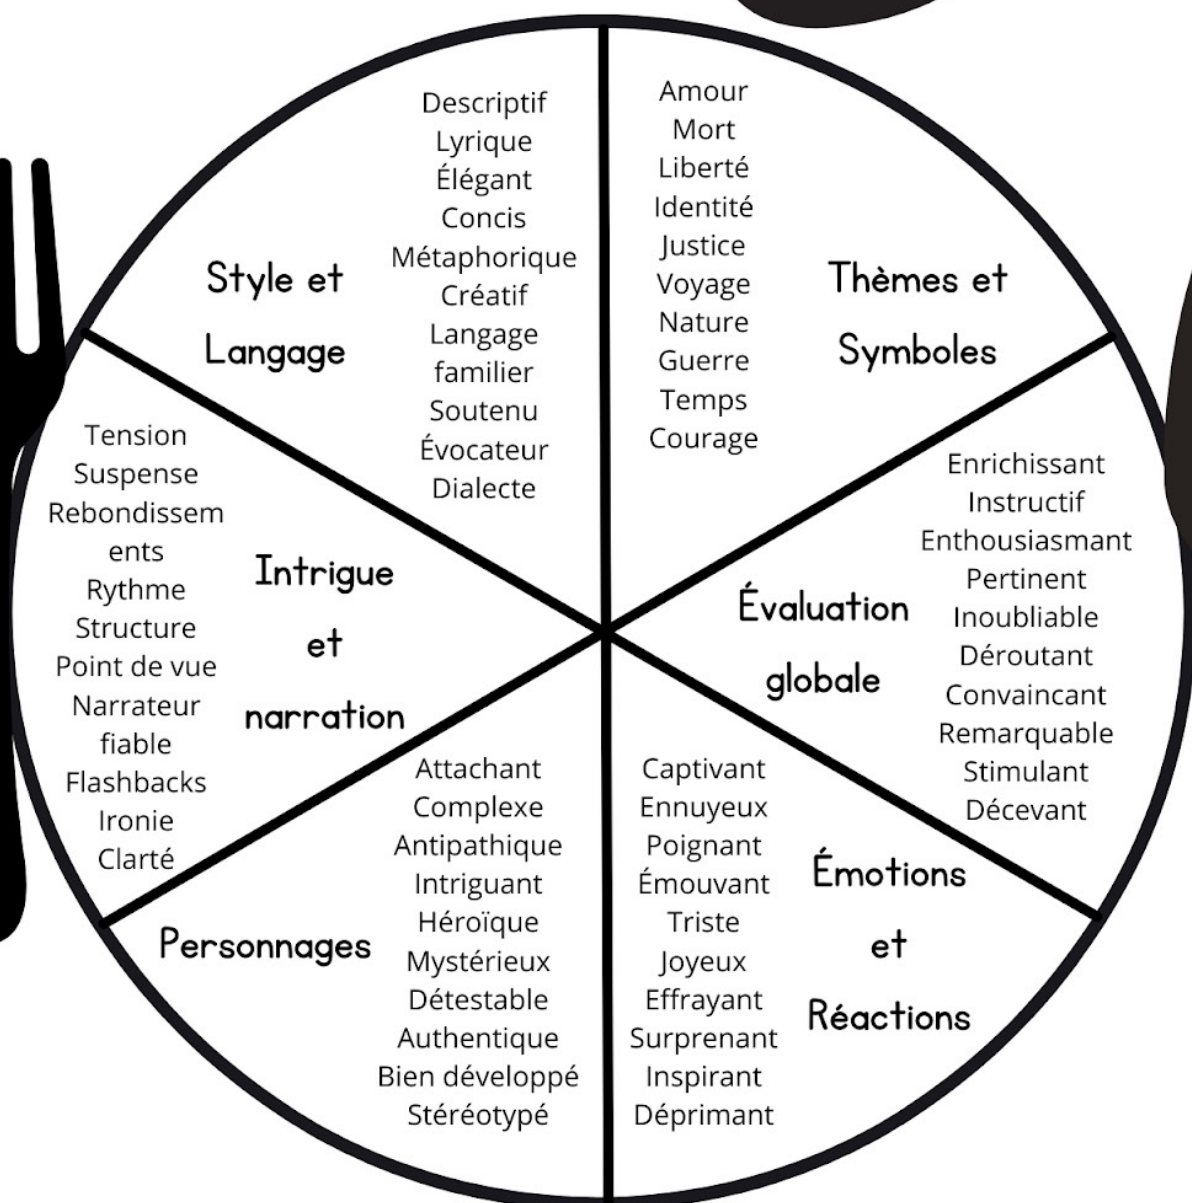 Style et
Langage
Descriptif
Lyrique
Élégant
Concis
Métaphorique
Créatif
Langage
familier
Soutenu
Évocateur
Dialecte
Amour
Mort
Liberté
Identité
Justice
Voyage
Nature
Guerre
Temps
Courage
Thèmes et
Symboles
Tension
Suspense
Rebondissem
ents
Rythme
Structure
Point de vue
Narrateur
fiable
Flashbacks
Ironie
Clarté
Intrigue
et
narration
Évaluation
globale
Enrichissant
Instructif
Enthousiasmant
Pertinent
Inoubliable
Déroutant
Convaincant
Remarquable
Stimulant
Décevant
Personnages
Attachant
Complexe
Antipathique
Intriguant
Héroïque
Mystérieux
Détestable
Authentique
Bien développé
Stéréotypé
Captivant
Ennuyeux
Poignant
Émouvant
Triste
Joyeux
Effrayant
Surprenant
Inspirant
Déprimant
Émotions
et
Réactions